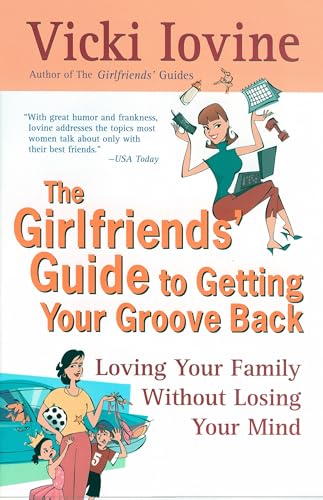 Vicki Iovine
Author of The Girlfriends' Guides
"With great humor and frankness,
Iovine addresses the topics most
women talk about only with
their best friends."
—USA Today
The
Girlfriends'
Guide to Getting
Your Groove Back
Loving Your Family
Without Losing
Your Mind
5